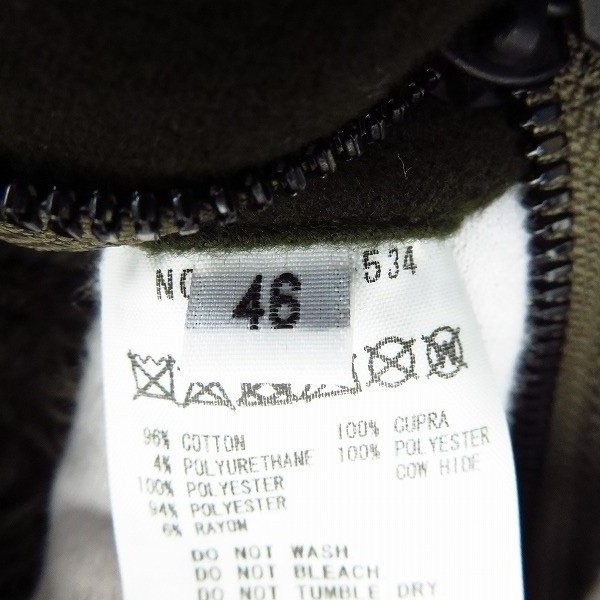 46
534
96% COTTON 100% CUPRA
4% POLYURETHANE 100% POLYESTER
100% POLYESTER COW HIDE
94% POLYESTER
6% RAYON
DO NOT WASH
DO NOT BLEACH
DO NOT TUMBLE DRY